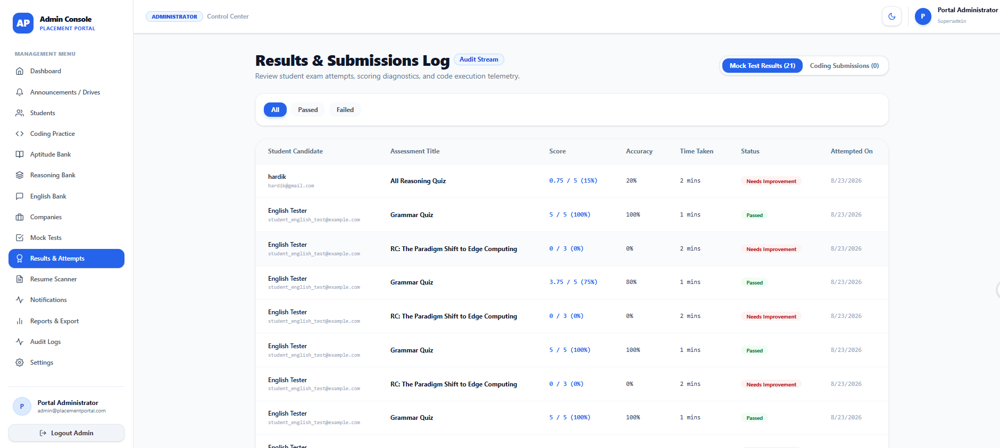 AP
Admin Console
PLACEMENT PORTAL
MANAGEMENT MENU
Dashboard
Announcements / Drives
Students
Coding Practice
Aptitude Bank
Reasoning Bank
English Bank
Companies
Mock Tests
Results & Attempts
Resume Scanner
Notifications
Reports & Export
Audit Logs
Settings
P
Portal Administrator
admin@placementportal.com
Logout Admin
ADMINISTRATOR Control Center
P
Portal Administrator
Superadmin
Results & Submissions Log Audit Stream
Review student exam attempts, scoring diagnostics, and code execution telemetry.
Mock Test Results (21) Coding Submissions (0)
All Passed Failed
Student Candidate Assessment Title Score Accuracy Time Taken Status Attempted On
hardik
hardik@gmail.com
All Reasoning Quiz 0.75 / 5 (15%) 20% 2 mins Needs Improvement 8/23/2026
English Tester
student_english_test@example.com
Grammar Quiz 5 / 5 (100%) 100% 1 mins Passed 8/23/2026
English Tester
student_english_test@example.com
RC: The Paradigm Shift to Edge Computing 0 / 3 (0%) 0% 2 mins Needs Improvement 8/23/2026
English Tester
student_english_test@example.com
Grammar Quiz 3.75 / 5 (75%) 80% 1 mins Passed 8/23/2026
English Tester
student_english_test@example.com
RC: The Paradigm Shift to Edge Computing 0 / 3 (0%) 0% 2 mins Needs Improvement 8/23/2026
English Tester
student_english_test@example.com
Grammar Quiz 5 / 5 (100%) 100% 1 mins Passed 8/23/2026
English Tester
student_english_test@example.com
RC: The Paradigm Shift to Edge Computing 0 / 3 (0%) 0% 2 mins Needs Improvement 8/23/2026
English Tester
student_english_test@example.com
Grammar Quiz 5 / 5 (100%) 100% 1 mins Passed 8/23/2026
English Tester